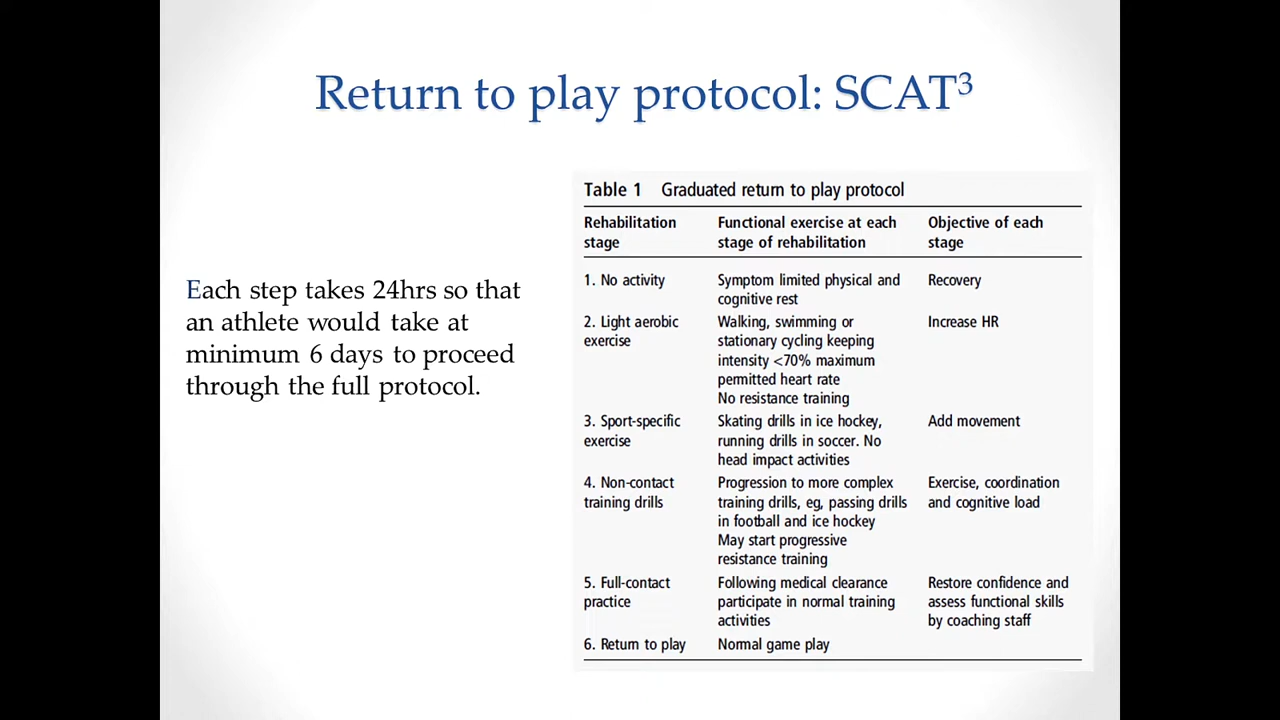 Return to play protocol: SCAT³
Each step takes 24hrs so that
an athlete would take at
minimum 6 days to proceed
through the full protocol.
Table 1 Graduated return to play protocol
Rehabilitation stage Functional exercise at each stage of rehabilitation Objective of each stage
1. No activity Symptom limited physical and cognitive rest Recovery
2. Light aerobic exercise Walking, swimming or stationary cycling keeping intensity <70% maximum permitted heart rate No resistance training Increase HR
3. Sport-specific exercise Skating drills in ice hockey, running drills in soccer. No head impact activities Add movement
4. Non-contact training drills Progression to more complex training drills, eg, passing drills in football and ice hockey May start progressive resistance training Exercise, coordination and cognitive load
5. Full-contact practice Following medical clearance participate in normal training activities Restore confidence and assess functional skills by coaching staff
6. Return to play Normal game play